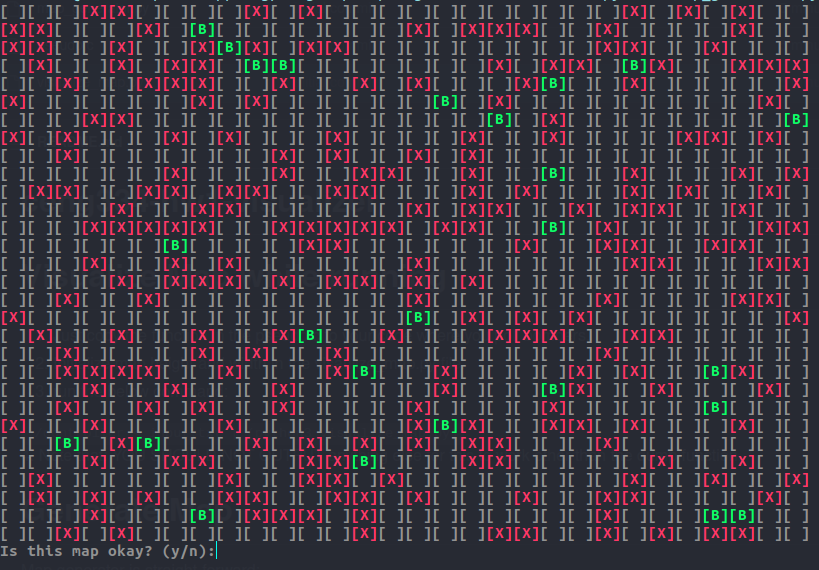 [ ][ ][ ][X][X][ ][ ][ ][ ][X][ ][X][ ][ ][ ][ ][ ][ ][ ][ ][ ][ ][ ][X][ ][X][ ][X][ ][ ]
[X][X][ ][ ][ ][X][ ][B][ ][ ][ ][ ][ ][ ][ ][X][ ][X][X][X][ ][ ][X][ ][ ][ ][ ][X][ ][ ]
[X][X][ ][ ][X][ ][ ][X][B][X][ ][X][X][ ][ ][ ][ ][ ][ ][ ][ ][ ][X][X][ ][ ][X][ ][ ][ ]
[ ][X][ ][ ][X][ ][X][X][ ][B][B][ ][ ][ ][ ][ ][ ][ ][X][ ][X][X][ ][B][X][ ][ ][X][X][X]
[ ][ ][X][ ][ ][X][X][X][ ][ ][X][ ][ ][X][ ][X][ ][ ][ ][X][B][ ][ ][X][ ][ ][ ][ ][ ][X]
[X][ ][ ][ ][ ][ ][ ][X][ ][X][ ][ ][ ][ ][ ][ ][B][ ][X][ ][ ][ ][ ][ ][ ][ ][ ][ ][X][ ]
[ ][ ][ ][X][X][ ][ ][ ][ ][ ][ ][ ][ ][ ][ ][ ][ ][ ][B][ ][X][ ][ ][ ][ ][ ][ ][ ][ ][B]
[X][ ][X][ ][ ][ ][X][ ][X][ ][ ][ ][X][ ][ ][ ][ ][X][ ][ ][X][ ][ ][ ][ ][X][X][ ][X][ ]
[ ][ ][X][ ][ ][ ][ ][ ][ ][ ][X][ ][X][ ][ ][X][ ][X][ ][ ][ ][ ][ ][ ][ ][ ][ ][ ][ ][ ]
[ ][ ][ ][ ][ ][ ][X][ ][ ][ ][X][ ][ ][X][X][ ][ ][X][ ][ ][B][ ][ ][X][ ][ ][ ][X][ ][X]
[ ][X][X][ ][ ][X][X][ ][X][X][ ][ ][X][X][ ][ ][ ][X][ ][X][ ][ ][ ][X][ ][X][ ][X][ ][ ]
[ ][ ][ ][ ][X][ ][ ][X][X][ ][ ][ ][ ][ ][ ][X][ ][X][X][ ][ ][X][ ][X][X][ ][ ][X][ ][ ]
[ ][ ][ ][X][X][X][X][X][ ][ ][X][X][X][X][X][ ][X][X][ ][ ][B][ ][X][ ][ ][ ][ ][X][X][X]
[ ][ ][ ][ ][ ][ ][B][ ][ ][ ][ ][X][X][ ][ ][ ][ ][ ][ ][X][ ][ ][X][X][ ][ ][X][X][ ][ ]
[ ][ ][ ][X][ ][ ][X][ ][X][ ][ ][ ][ ][ ][ ][X][ ][ ][ ][ ][ ][ ][ ][X][X][ ][ ][X][ ][X]
[ ][ ][ ][ ][X][ ][X][X][X][ ][X][ ][X][X][ ][X][ ][X][ ][ ][ ][ ][ ][ ][ ][ ][ ][X][ ][ ]
[ ][ ][X][ ][ ][X][ ][ ][ ][ ][ ][ ][ ][ ][ ][X][ ][ ][ ][ ][ ][ ][X][ ][ ][ ][ ][X][X][ ]
[X][ ][ ][ ][ ][ ][ ][ ][ ][ ][ ][ ][ ][ ][ ][B][ ][X][ ][X][ ][X][ ][ ][ ][ ][ ][ ][ ][X]
[ ][X][ ][ ][X][ ][ ][X][ ][ ][X][B][ ][ ][X][ ][ ][ ][X][X][X][ ][ ][X][X][ ][ ][ ][ ][ ]
[ ][ ][X][ ][ ][ ][ ][X][ ][X][ ][ ][X][ ][ ][ ][ ][ ][ ][ ][ ][ ][X][ ][ ][ ][ ][ ][ ][ ]
[ ][ ][X][X][X][X][ ][ ][X][ ][ ][ ][X][B][ ][ ][X][ ][ ][ ][ ][X][ ][X][ ][ ][B][X][ ][ ]
[ ][ ][ ][X][ ][X][ ][ ][ ][ ][X][ ][ ][ ][ ][ ][X][ ][ ][ ][B][X][ ][ ][X][ ][ ][ ][X][ ]
[ ][ ][X][ ][ ][X][ ][X][ ][ ][X][ ][ ][ ][ ][X][ ][ ][ ][ ][X][ ][ ][ ][ ][ ][B][ ][ ][ ]
[X][ ][ ][ ][ ][ ][ ][ ][X][ ][ ][ ][ ][ ][ ][X][B][X][ ][ ][X][X][ ][X][ ][ ][ ][X][ ][ ]
[ ][ ][B][ ][X][B][ ][ ][ ][X][ ][X][ ][X][ ][X][ ][X][X][ ][ ][ ][X][ ][ ][ ][ ][ ][ ][ ]
[ ][ ][ ][X][ ][ ][X][X][ ][ ][ ][X][X][B][ ][ ][ ][X][X][ ][ ][ ][ ][ ][X][ ][ ][X][ ][ ]
[ ][X][ ][ ][ ][ ][ ][ ][X][ ][ ][X][X][ ][X][ ][ ][ ][ ][ ][ ][ ][ ][X][ ][ ][ ][X][ ][X]
[ ][X][ ][X][ ][X][ ][ ][X][X][ ][X][X][X][ ][X][ ][ ][ ][X][ ][ ][X][X][ ][ ][ ][ ][X][ ]
[ ][ ][ ][X][ ][ ][ ][B][ ][X][X][X][ ][X][ ][ ][ ][ ][ ][ ][ ][ ][X][ ][ ][ ][B][B][ ][ ]
[ ][ ][X][ ][X][ ][ ][ ][ ][ ][ ][ ][ ][X][ ][ ][ ][ ][X][X][ ][ ][X][ ][X][ ][X][X][ ][ ]
Is this map okay? (y/n):